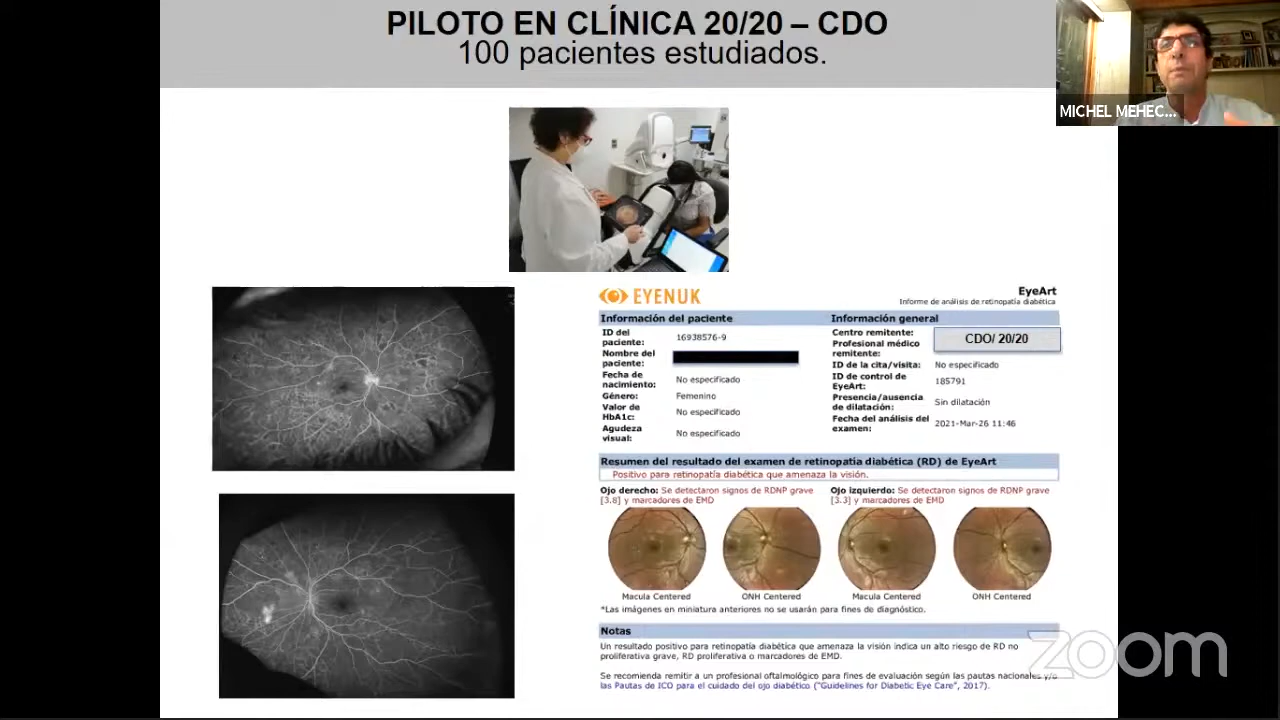 PILOTO EN CLÍNICA 20/20 – CDO
100 pacientes estudiados.
MICHEL MEHEC...
EYENUK
EyeArt
Informe de análisis de retinopatía diabética
Información del paciente
ID del paciente:
16938576-9
Nombre del paciente:
Fecha de nacimiento:
No especificado
Género:
Femenino
Valor de HbA1c:
No especificado
Agudeza visual:
No especificado
Información general
Centro remitente:
CDO/ 20/20
Profesional médico remitente:
ID de la cita/visita:
No especificado
ID de control de EyeArt:
185791
Presencia/ausencia de dilatación:
Sin dilatación
Fecha del análisis del examen:
2021-Mar-26 11:46
Resumen del resultado del examen de retinopatía diabética (RD) de EyeArt
Positivo para retinopatía diabética que amenaza la visión.
Ojo derecho: Se detectaron signos de RDNP grave
[3.8] y marcadores de EMD
Ojo izquierdo: Se detectaron signos de RDNP grave
[3.3] y marcadores de EMD
Macula Centered
ONH Centered
Macula Centered
ONH Centered
*Las imágenes en miniatura anteriores no se usarán para fines de diagnóstico.
Notas
Un resultado positivo para retinopatía diabética que amenaza la visión indica un alto riesgo de RD no
proliferativa grave, RD proliferativa o marcadores de EMD.
Se recomienda remitir a un profesional oftalmológico para fines de evaluación según las pautas nacionales y/o
las Pautas de ICO para el cuidado del ojo diabético ("Guidelines for Diabetic Eye Care", 2017).
zoom